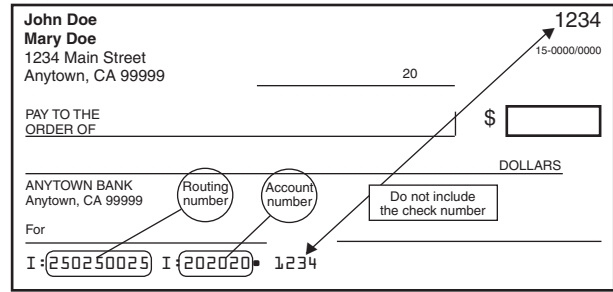 John Doe
1234
Mary Doe
1234 Main Street
15-0000/0000
Anytown, CA 99999
20
PAY TO THE
ORDER OF
$
DOLLARS
ANYTOWN BANK
Anytown, CA 99999
Routing
number
Account
number
Do not include
the check number
For
I:250250025 I:202020 1234